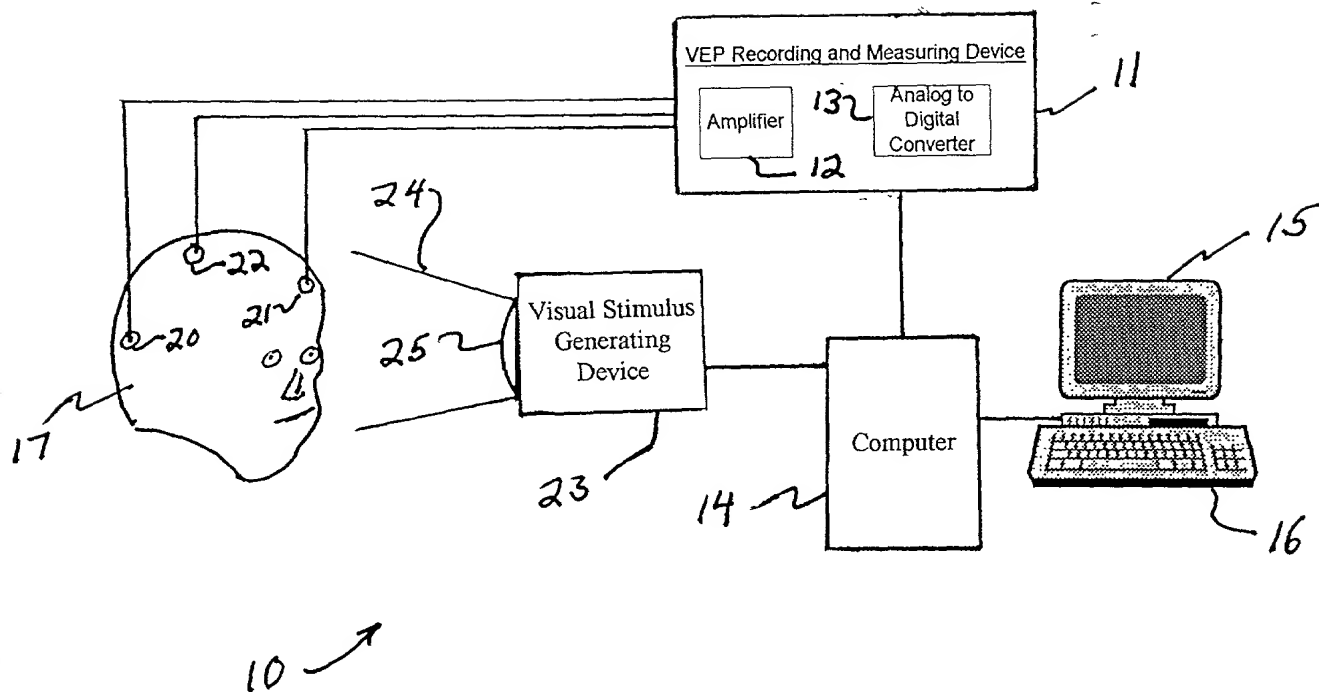 VEP Recording and Measuring Device
11
13
Amplifier
Analog to
Digital
Converter
12
24
15
22
21
20
25
Visual Stimulus
Generating
Device
17
23
Computer
14
16
10